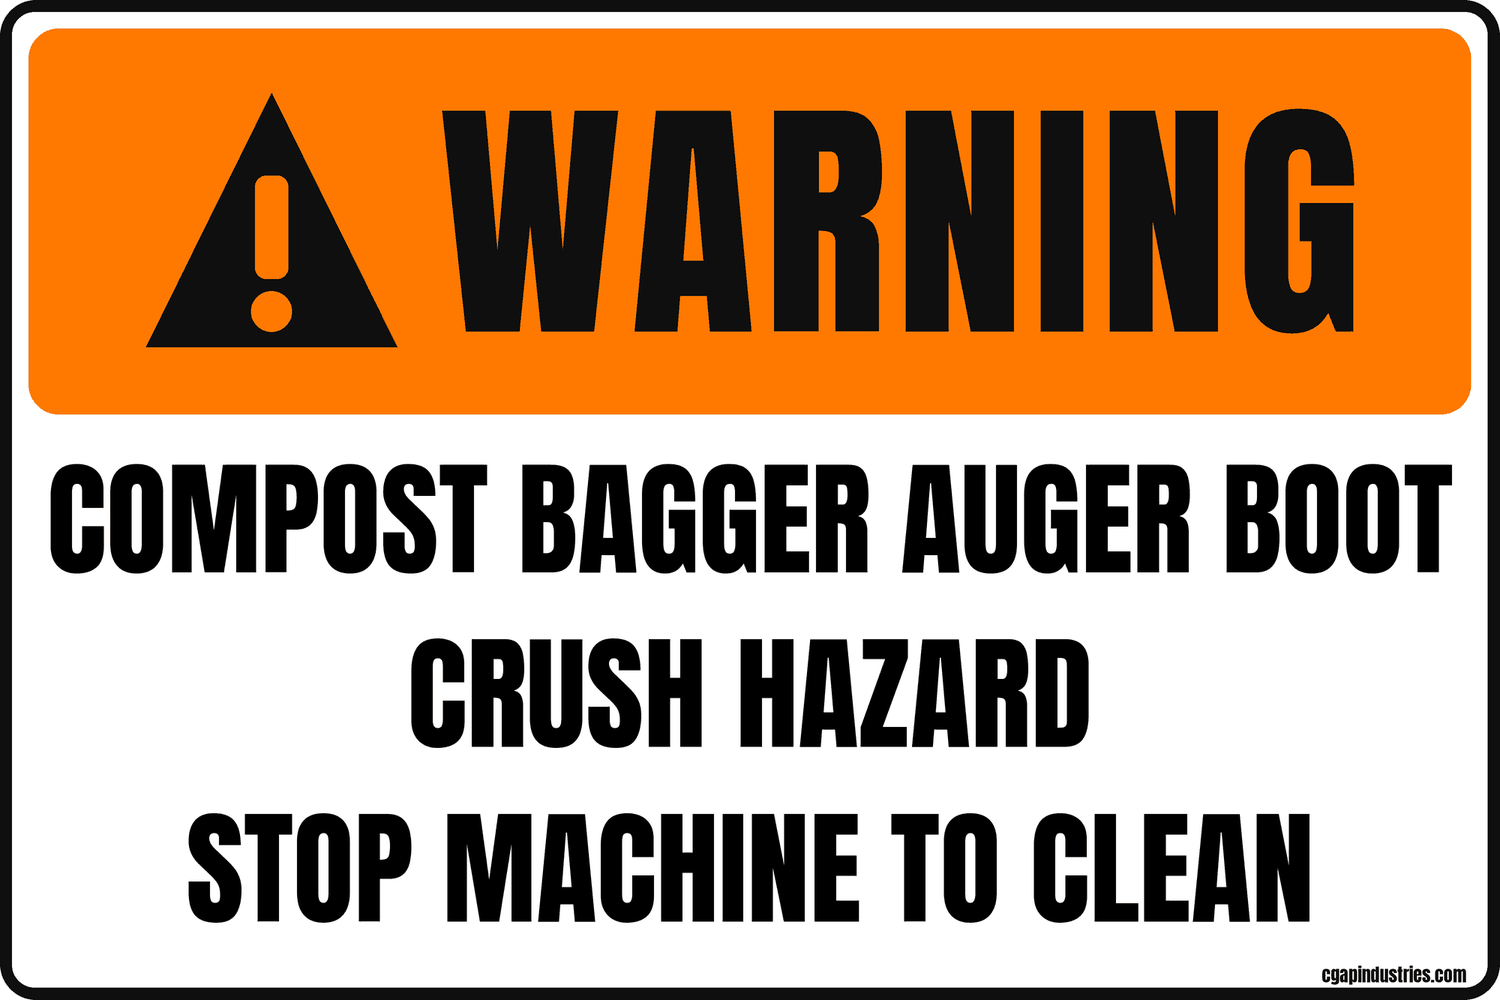 WARNING
COMPOST BAGGER AUGER BOOT
CRUSH HAZARD
STOP MACHINE TO CLEAN
cgapindustries.com